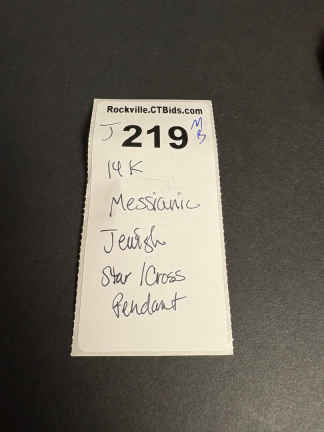 Rockville.CTBids.com
J 219 MB
14K
Messianic
Jewish
Star/Cross
Pendant